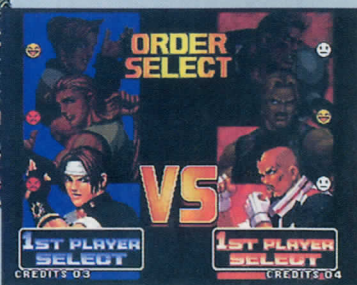 ORDER
SELECT
VS
1ST PLAYER
SELECT
1ST PLAYER
SELECT
CREDITS 03
CREDITS 04